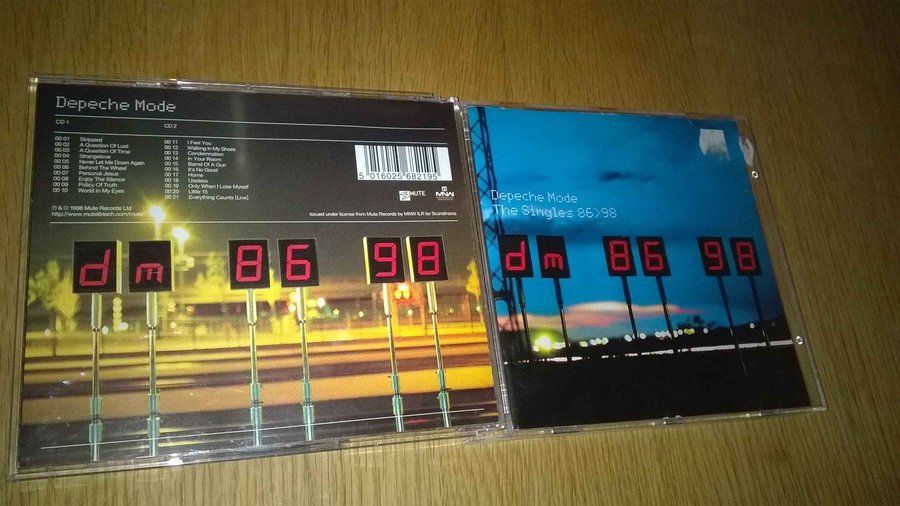 Depeche Mode
CD 1
CD 2
00 01 Stripped
00 02 A Question Of Lust
00 03 A Question Of Time
00 04 Strangelove
00 05 Never Let Me Down Again
00 06 Behind The Wheel
00 07 Personal Jesus
00 08 Enjoy The Silence
00 09 Policy Of Truth
00 10 World In My Eyes
00 11 I Feel You
00 12 Walking In My Shoes
00 13 Condemnation
00 14 In Your Room
00 15 Barrel Of A Gun
00 16 It's No Good
00 17 Home
00 18 Useless
00 19 Only When I Lose Myself
00 20 Little 15
00 21 Everything Counts [Live]
5 016025 682195
MUTE
MNW
℗ & © 1998 Mute Records Ltd
http://www.mutelibtech.com/mute
Issued under license from Mute Records by MNW ILR for Scandinavia
dm 86 98
Depeche Mode
The Singles 86>98
dm 86 98